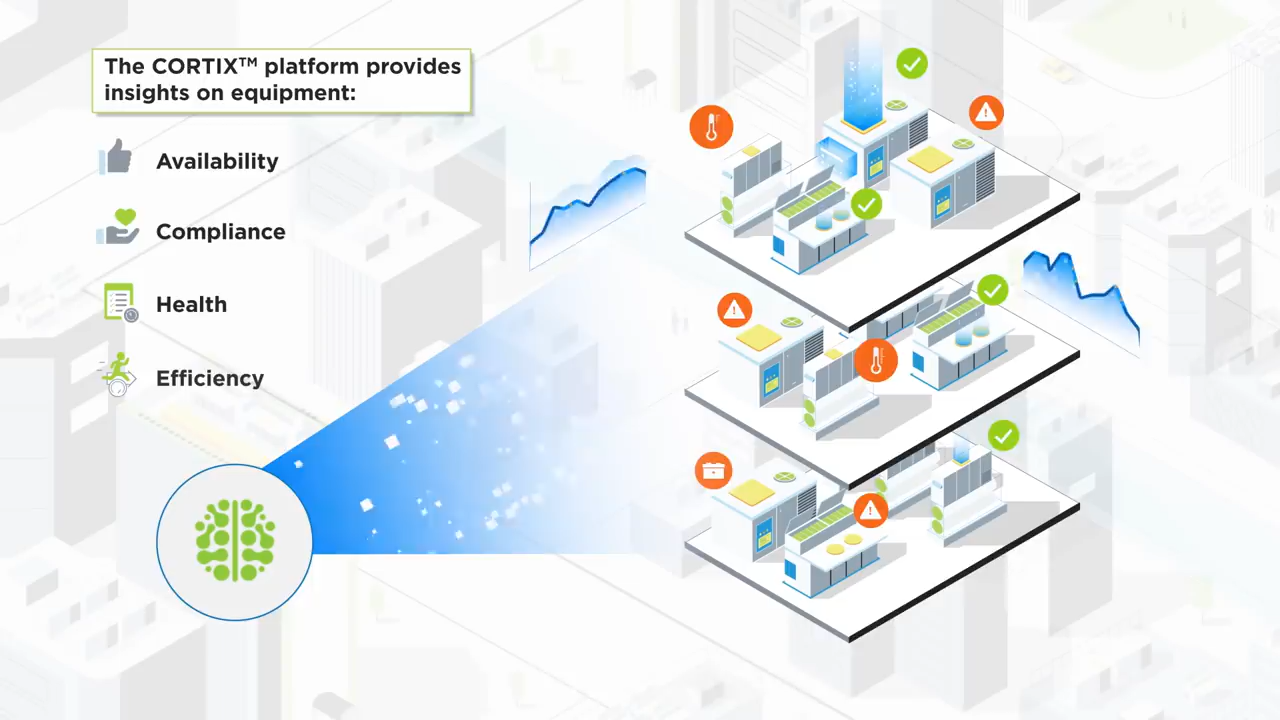 The CORTIX™ platform provides
insights on equipment:
Availability
Compliance
Health
Efficiency